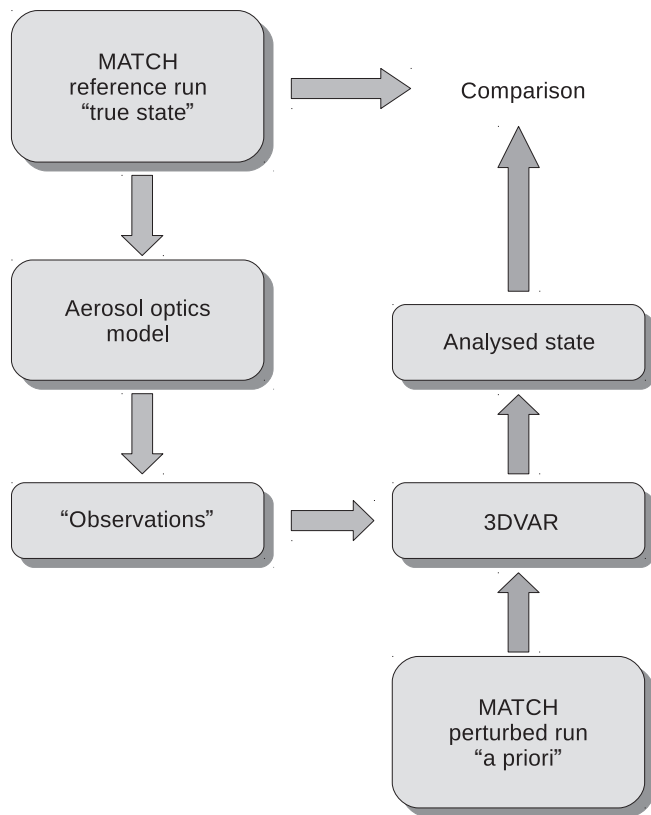 MATCH
reference run
“true state”
Comparison
Aerosol optics
model
Analysed state
“Observations”
3DVAR
MATCH
perturbed run
“a priori”